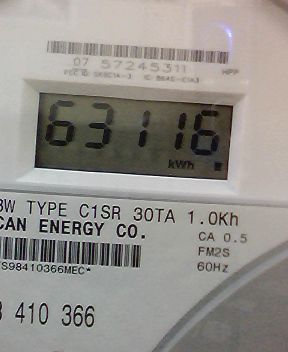 07 57245311
63116
kWh
3W TYPE C1SR 30TA 1.0Kh
CAN ENERGY CO.
CA 0.5
FM2S
60Hz
S98410366MEC*
410 366